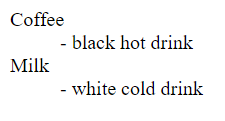 Coffee
- black hot drink
Milk
- white cold drink